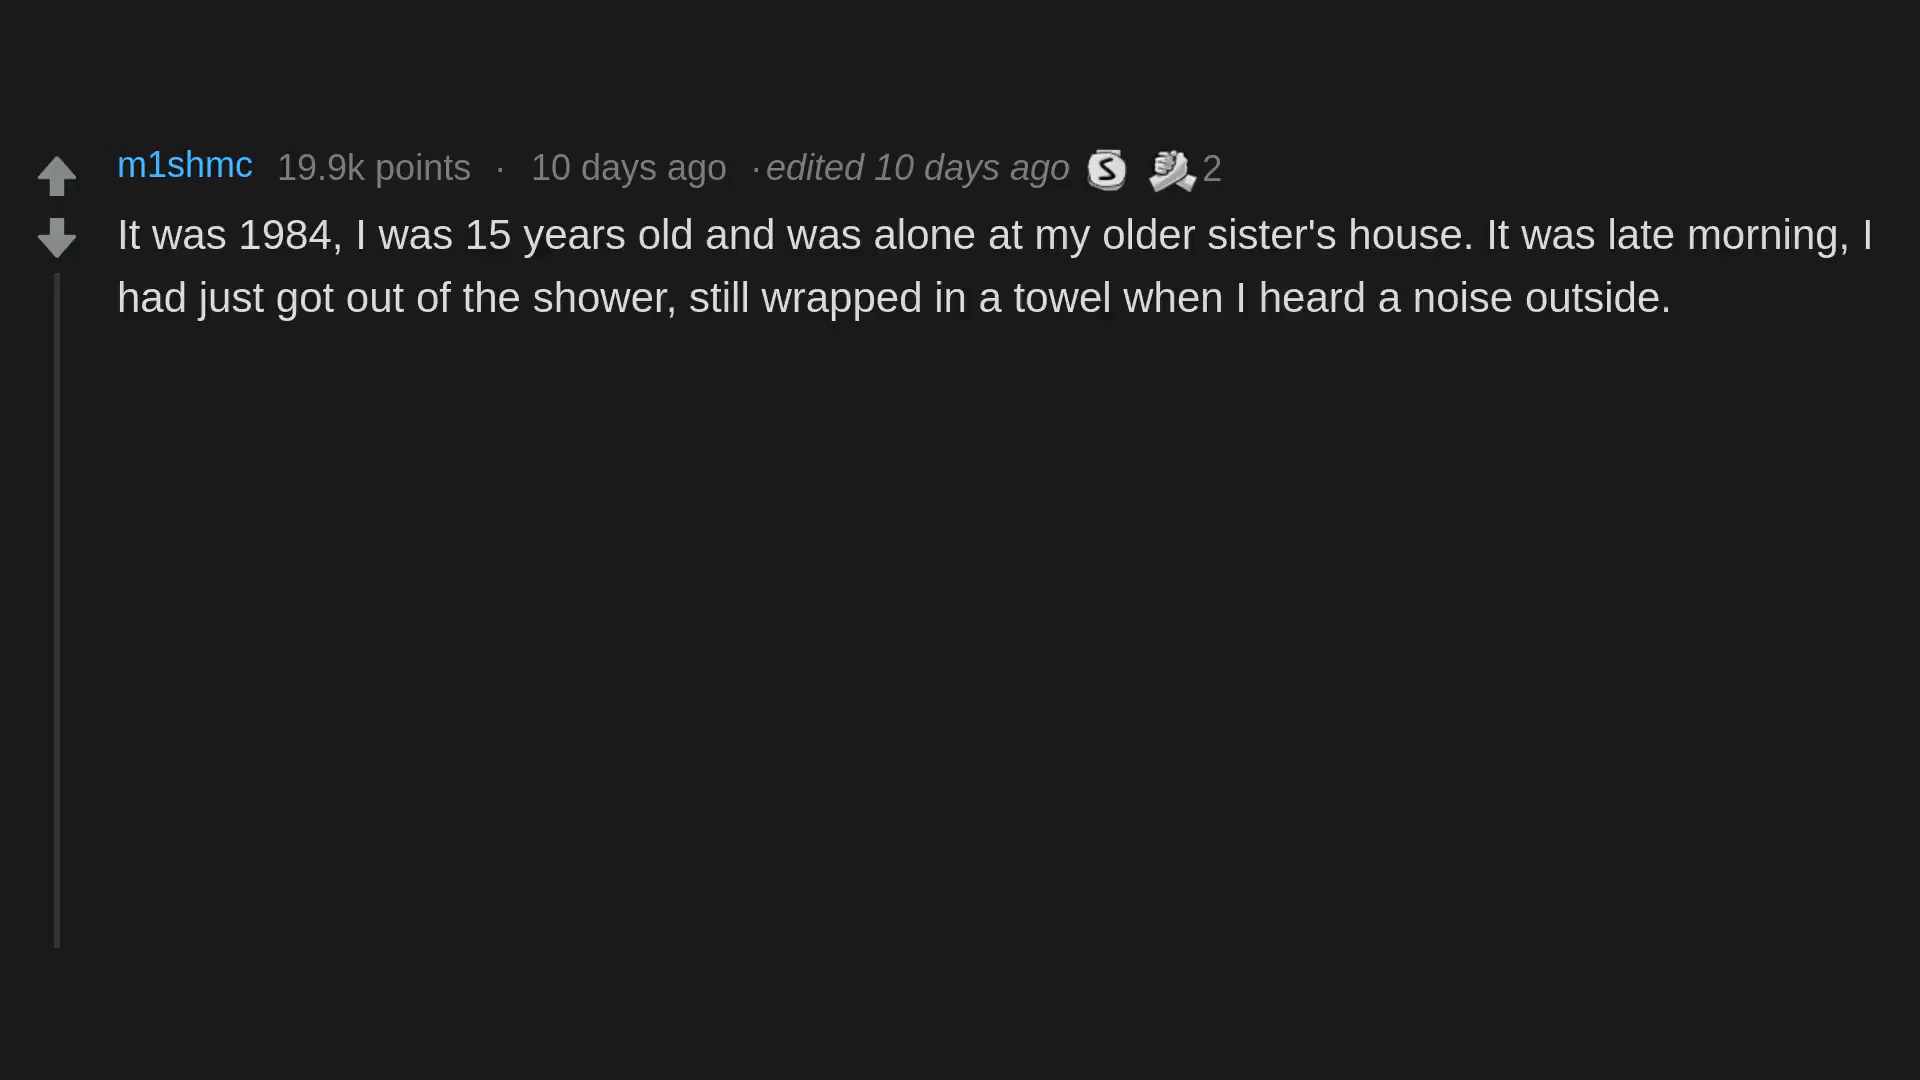 m1shmc 19.9k points · 10 days ago · edited 10 days ago S 2
It was 1984, I was 15 years old and was alone at my older sister's house. It was late morning, I
had just got out of the shower, still wrapped in a towel when I heard a noise outside.